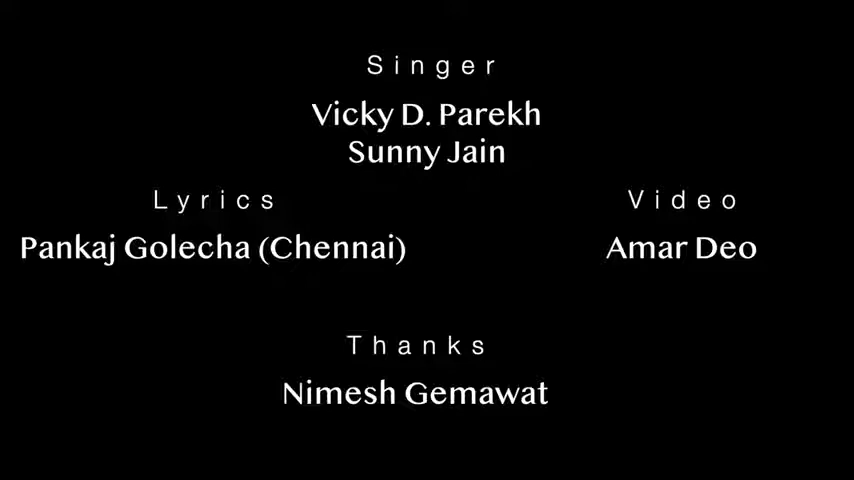 Singer
Vicky D. Parekh
Sunny Jain
Lyrics
Pankaj Golecha (Chennai)
Video
Amar Deo
Thanks
Nimesh Gemawat